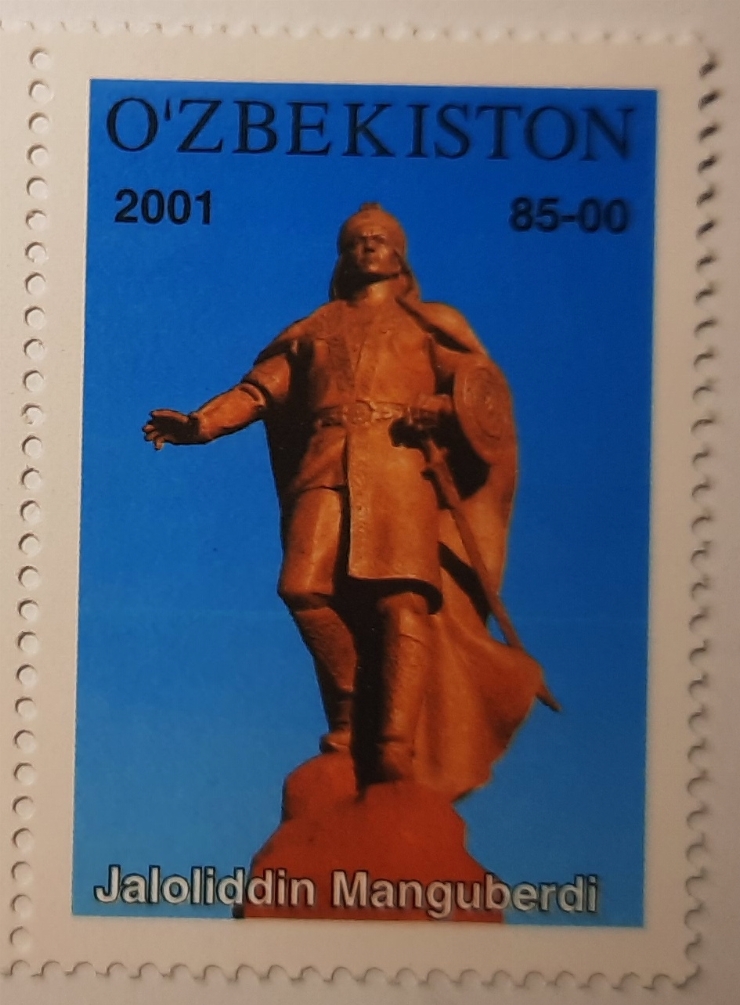 O'ZBEKISTON
2001 85-00
Jaloliddin Manguberdi